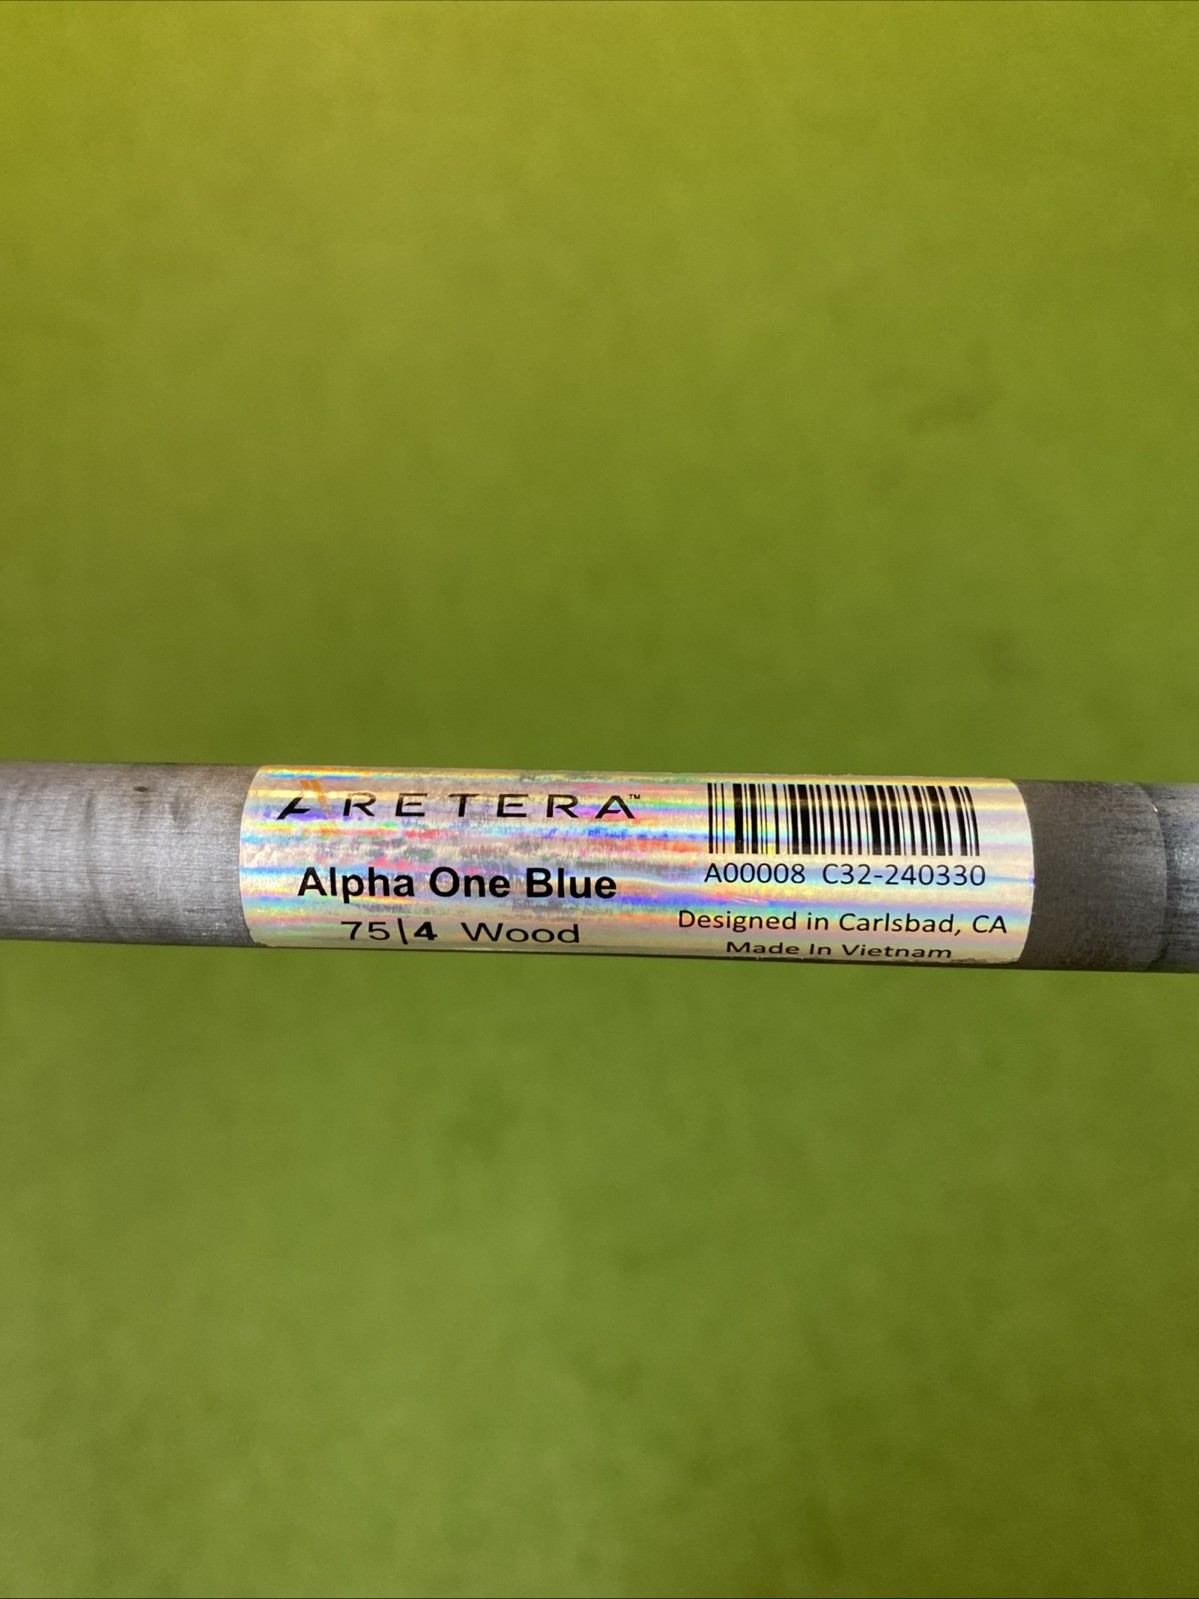 ARETERA™
Alpha One Blue
75|4 Wood
A00008 C32-240330
Designed in Carlsbad, CA
Made In Vietnam